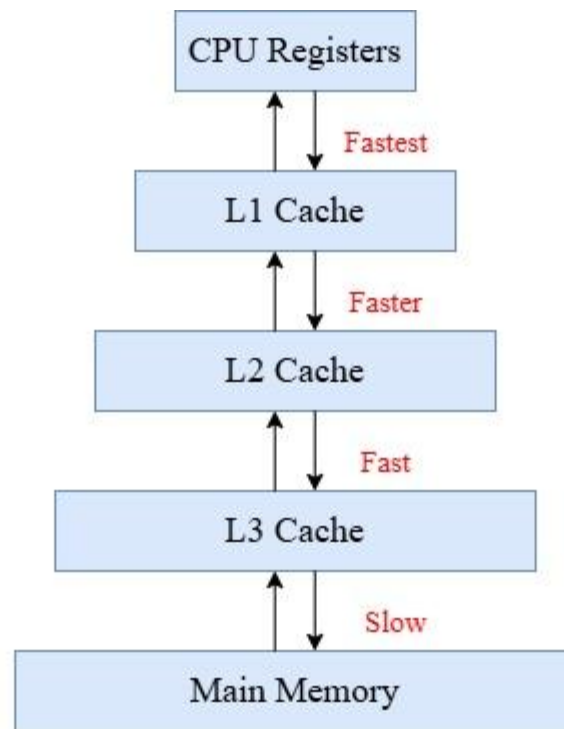 CPU Registers
Fastest
L1 Cache
Faster
L2 Cache
Fast
L3 Cache
Slow
Main Memory